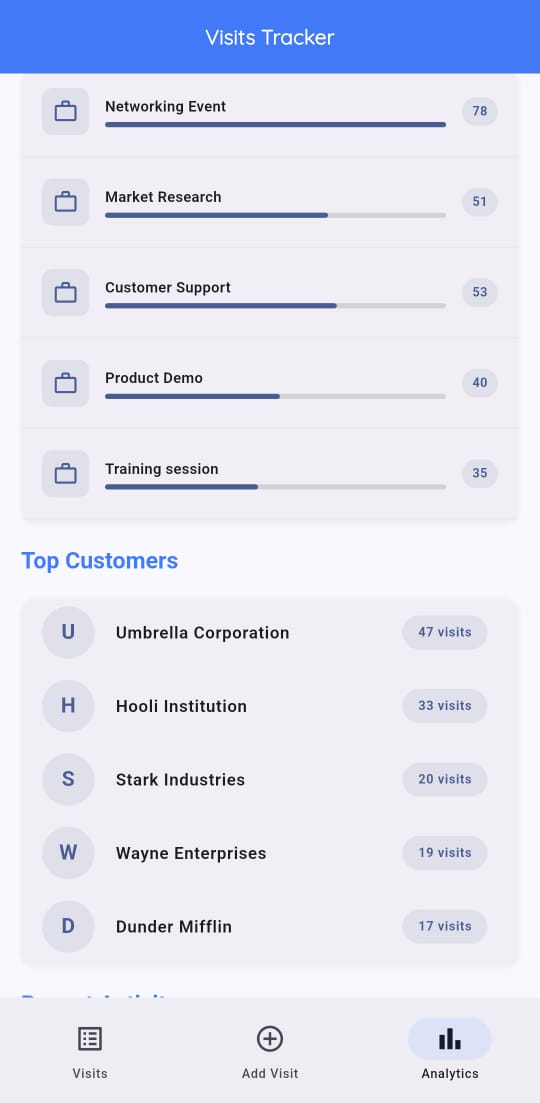 Visits Tracker
Networking Event
78
Market Research
51
Customer Support
53
Product Demo
40
Training session
35
Top Customers
U
Umbrella Corporation
47 visits
H
Hooli Institution
33 visits
S
Stark Industries
20 visits
W
Wayne Enterprises
19 visits
D
Dunder Mifflin
17 visits
Visits
Add Visit
Analytics